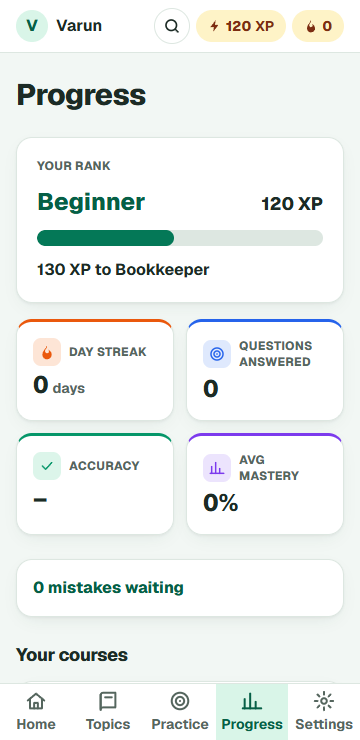 V Varun 120 XP 0
Progress
YOUR RANK
Beginner 120 XP
130 XP to Bookkeeper
DAY STREAK
0 days
QUESTIONS
ANSWERED
0
ACCURACY
–
AVG
MASTERY
0%
0 mistakes waiting
Your courses
Home Topics Practice Progress Settings